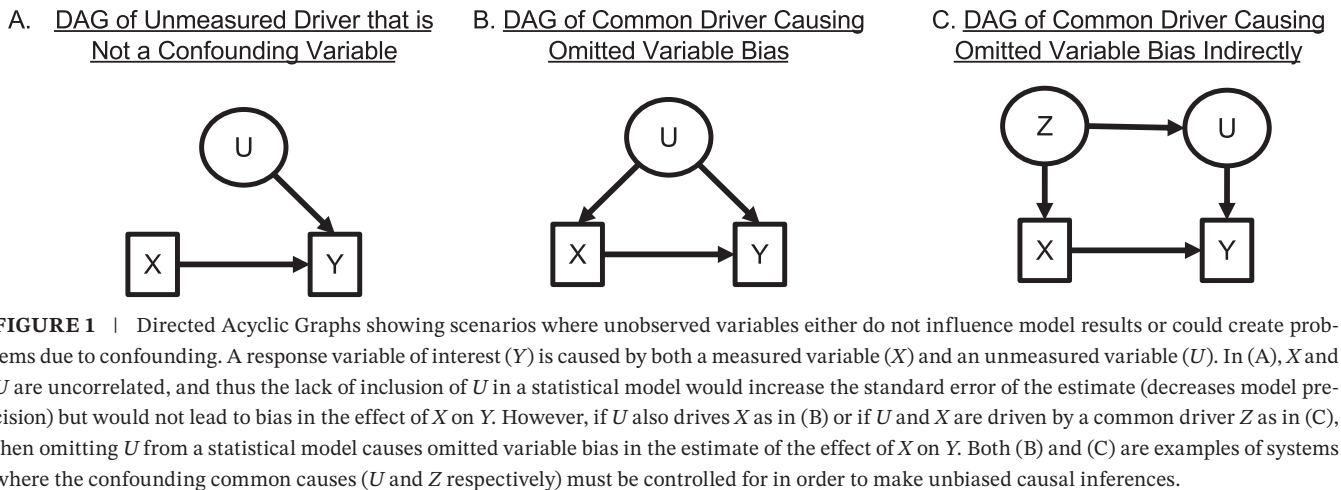 A. DAG of Unmeasured Driver that is
Not a Confounding Variable
B. DAG of Common Driver Causing
Omitted Variable Bias
C. DAG of Common Driver Causing
Omitted Variable Bias Indirectly
U
X
Y
U
X
Y
Z
U
X
Y
FIGURE 1 | Directed Acyclic Graphs showing scenarios where unobserved variables either do not influence model results or could create prob-
ems due to confounding. A response variable of interest (Y) is caused by both a measured variable (X) and an unmeasured variable (U). In (A), X and
U are uncorrelated, and thus the lack of inclusion of U in a statistical model would increase the standard error of the estimate (decreases model pre-
cision) but would not lead to bias in the effect of X on Y. However, if U also drives X as in (B) or if U and X are driven by a common driver Z as in (C),
hen omitting U from a statistical model causes omitted variable bias in the estimate of the effect of X on Y. Both (B) and (C) are examples of systems
where the confounding common causes (U and Z respectively) must be controlled for in order to make unbiased causal inferences.